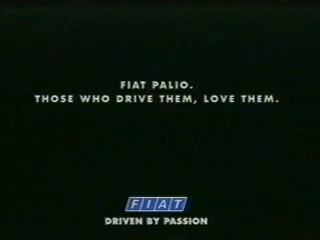 FIAT PALIO.
THOSE WHO DRIVE THEM, LOVE THEM.
FIAT
DRIVEN BY PASSION